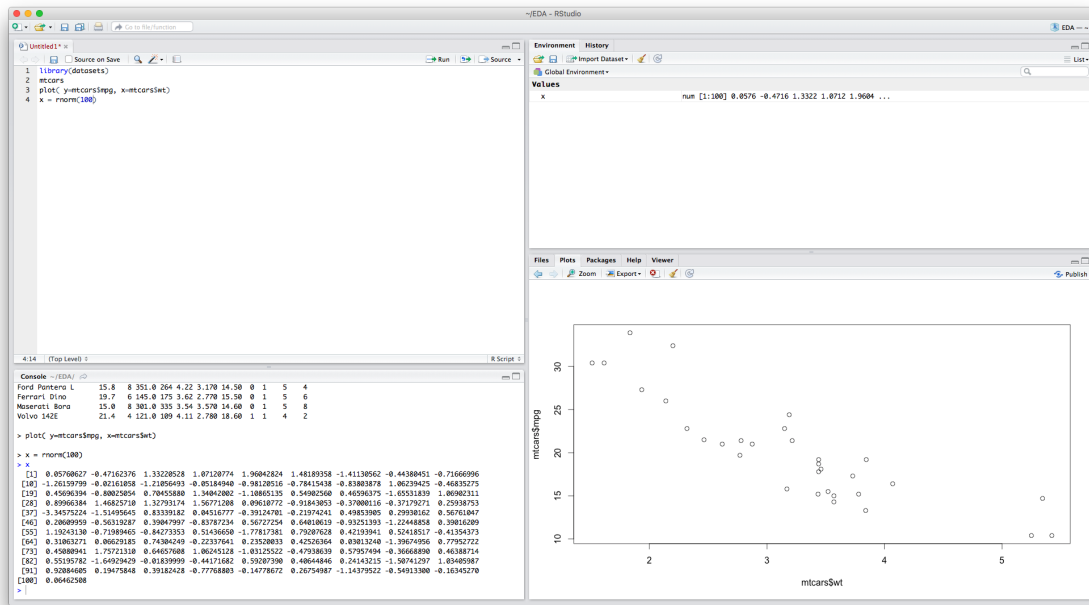 ~/EDA - RStudio
Go to file/function
EDA
Untitled1*
Source on Save
Run
Source
1 library(datasets)
2 mtcars
3 plot( y=mtcars$mpg, x=mtcars$wt)
4 x = rnorm(100)
4:14 (Top Level) R Script
Console ~/EDA/
Ford Pantera L 15.8 8 351.0 264 4.22 3.170 14.50 0 1 5 4
Ferrari Dino 19.7 6 145.0 175 3.62 2.770 15.50 0 1 5 6
Maserati Bora 15.0 8 301.0 335 3.54 3.570 14.60 0 1 5 8
Volvo 142E 21.4 4 121.0 109 4.11 2.780 18.60 1 1 4 2
> plot( y=mtcars$mpg, x=mtcars$wt)
> x = rnorm(100)
> x
[1] 0.05760627 -0.47162376 1.33220528 1.07120774 1.96042824 1.48189358 -1.41130562 -0.44380451 -0.71666996
[10] -1.26159799 -0.02161058 -1.21056493 -0.05184940 -0.98120516 -0.78415438 -0.83803878 1.06239425 -0.46835275
[19] 0.45696394 -0.80025054 0.70455880 1.34042002 -1.10865135 0.54902560 0.46596375 -1.65531839 1.06902311
[28] 0.89966384 1.46825710 1.32793174 1.56771208 0.09610772 -0.91843053 -0.37000116 -0.37179271 0.25938753
[37] -3.34575224 -1.51495645 0.83339182 0.04516777 -0.39124701 -0.21974241 0.49853905 0.29930162 0.56761047
[46] 0.20609959 -0.56319287 0.39047997 -0.83787234 0.56727254 0.64010619 -0.93251393 -1.22448858 0.39016209
[55] 1.19243130 -0.71989465 -0.84273353 0.51436650 -1.77817381 0.79207628 0.42193941 0.52418517 -0.41354373
[64] 0.31063271 0.06629185 0.74304249 -0.22337641 0.23520033 0.42526364 0.03013240 -1.39674956 0.77952722
[73] 0.45080941 1.75721310 0.64657608 1.06245128 -0.03125522 -0.47938639 0.57957494 -0.36668890 0.46388714
[82] 0.55195782 -1.64929429 -0.01839999 -0.44171682 0.59207390 0.40644846 0.24143215 -1.50741297 1.03405987
[91] 0.92084605 0.19475848 0.39182428 -0.77768803 -0.14778672 0.26754987 -1.14379522 -0.54913300 -0.16345270
[100] 0.06462508
>
Environment History
Import Dataset
List
Global Environment
Values
x num [1:100] 0.0576 -0.4716 1.3322 1.0712 1.9604 ...
Files Plots Packages Help Viewer
Zoom Export Publish
30
25
20
15
10
mtcars$mpg
2 3 4 5
mtcars$wt